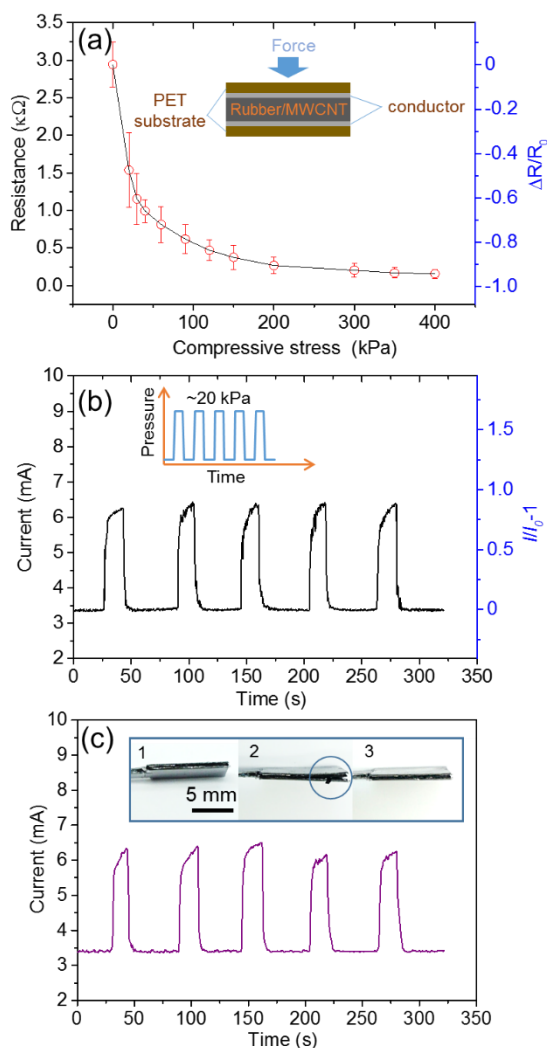 (a)
Force
PET
substrate
Rubber/MWCNT
conductor
Resistance (κΩ)
3.5
3.0
2.5
2.0
1.5
1.0
0.5
0.0
0
-0.2
-0.4
-0.6
-0.8
-1.0
ΔR/R₀
0 100 200 300 400
Compressive stress (kPa)
(b)
~20 kPa
Pressure
Time
Current (mA)
10
9
8
7
6
5
4
3
2
1.5
1.0
0.5
0
I/I₀-1
0 50 100 150 200 250 300 350
Time (s)
(c)
1 2 3
5 mm
Current (mA)
10
9
8
7
6
5
4
3
2
0 50 100 150 200 250 300 350
Time (s)